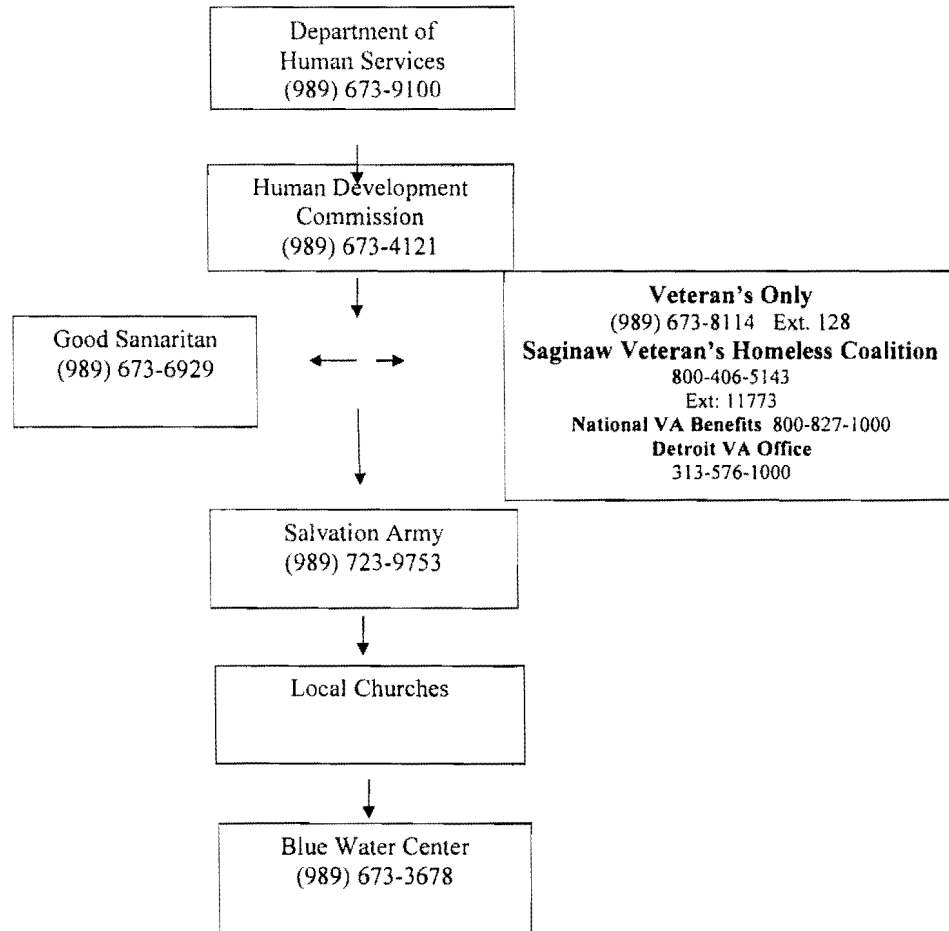 Department of
Human Services
(989) 673-9100
Human Development
Commission
(989) 673-4121
Good Samaritan
(989) 673-6929
Veteran's Only
(989) 673-8114 Ext. 128
Saginaw Veteran's Homeless Coalition
800-406-5143
Ext: 11773
National VA Benefits 800-827-1000
Detroit VA Office
313-576-1000
Salvation Army
(989) 723-9753
Local Churches
Blue Water Center
(989) 673-3678